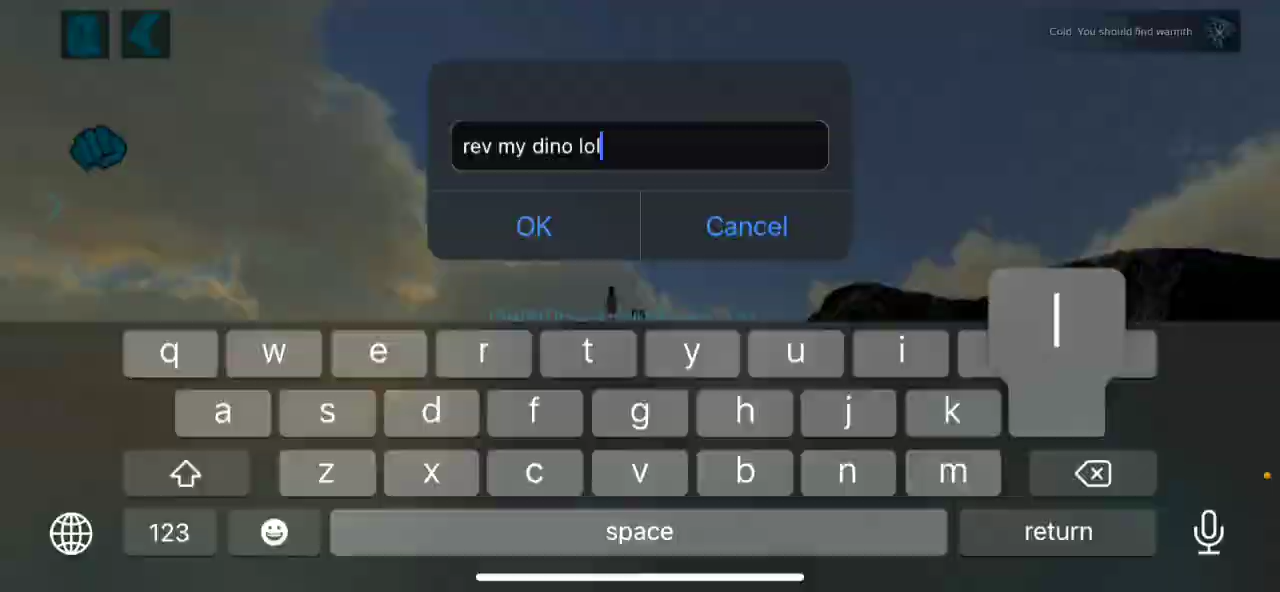 Cold You should find warmth
rev my dino lol
OK Cancel
q w e r t y u i
l
a s d f g h j k
z x c v b n m
123 space return